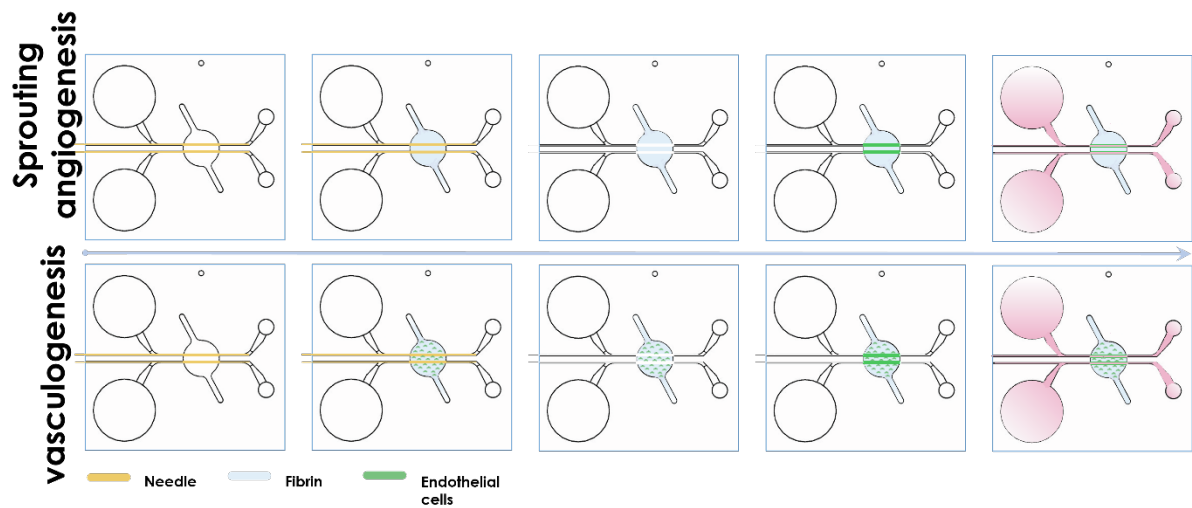 Sprouting
angiogenesis
vasculogenesis
Needle
Fibrin
Endothelial
cells